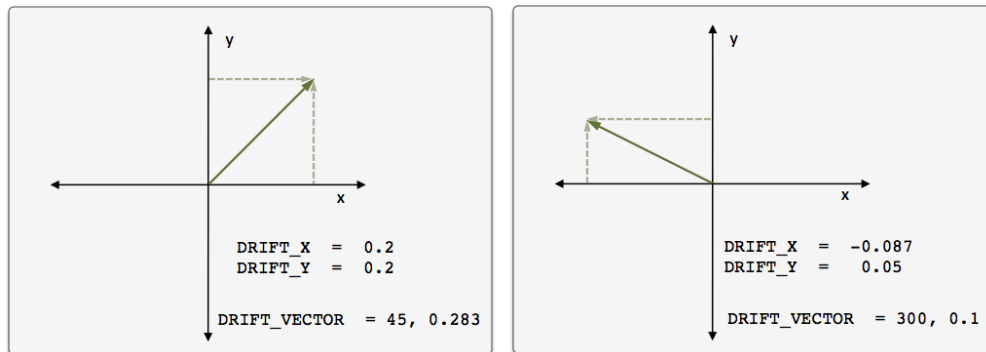 y
x
DRIFT_X = 0.2
DRIFT_Y = 0.2
DRIFT_VECTOR = 45, 0.283
y
x
DRIFT_X = -0.087
DRIFT_Y = 0.05
DRIFT_VECTOR = 300, 0.1